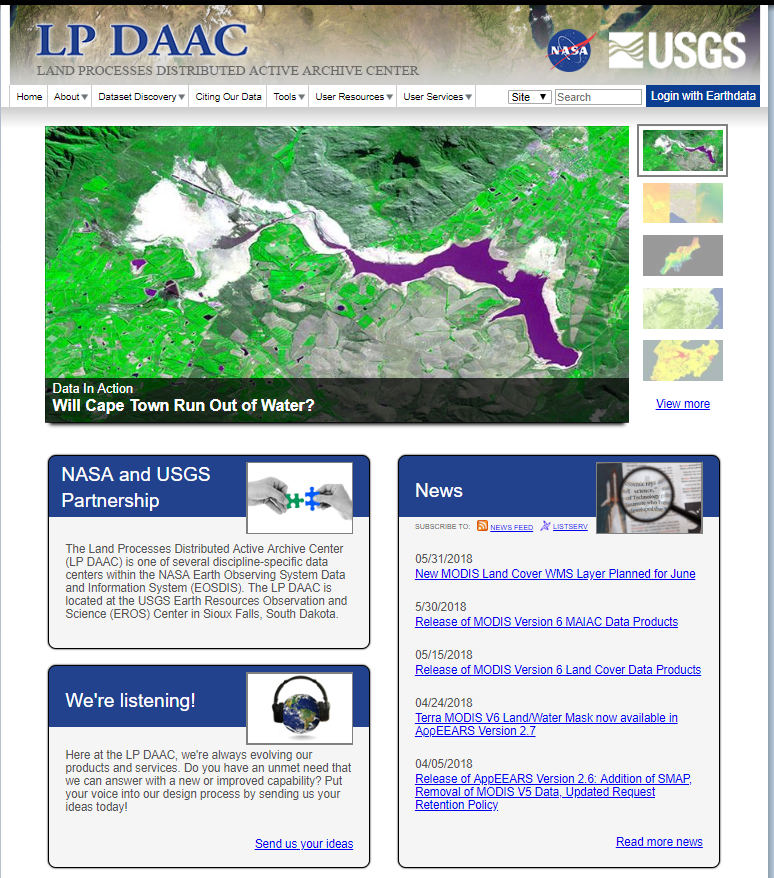 LP DAAC
LAND PROCESSES DISTRIBUTED ACTIVE ARCHIVE CENTER
NASA
USGS
Home About Dataset Discovery Citing Our Data Tools User Resources User Services Site Search Login with Earthdata
Data In Action
Will Cape Town Run Out of Water?
View more
NASA and USGS
Partnership
The Land Processes Distributed Active Archive Center
(LP DAAC) is one of several discipline-specific data
centers within the NASA Earth Observing System Data
and Information System (EOSDIS). The LP DAAC is
located at the USGS Earth Resources Observation and
Science (EROS) Center in Sioux Falls, South Dakota.
We're listening!
Here at the LP DAAC, we're always evolving our
products and services. Do you have an unmet need that
we can answer with a new or improved capability? Put
your voice into our design process by sending us your
ideas today!
Send us your ideas
News
science,
SUBSCRIBE TO: NEWS FEED LISTSERV
05/31/2018
New MODIS Land Cover WMS Layer Planned for June
5/30/2018
Release of MODIS Version 6 MAIAC Data Products
05/15/2018
Release of MODIS Version 6 Land Cover Data Products
04/24/2018
Terra MODIS V6 Land/Water Mask now available in
AppEEARS Version 2.7
04/05/2018
Release of AppEEARS Version 2.6: Addition of SMAP,
Removal of MODIS V5 Data, Updated Request
Retention Policy
Read more news